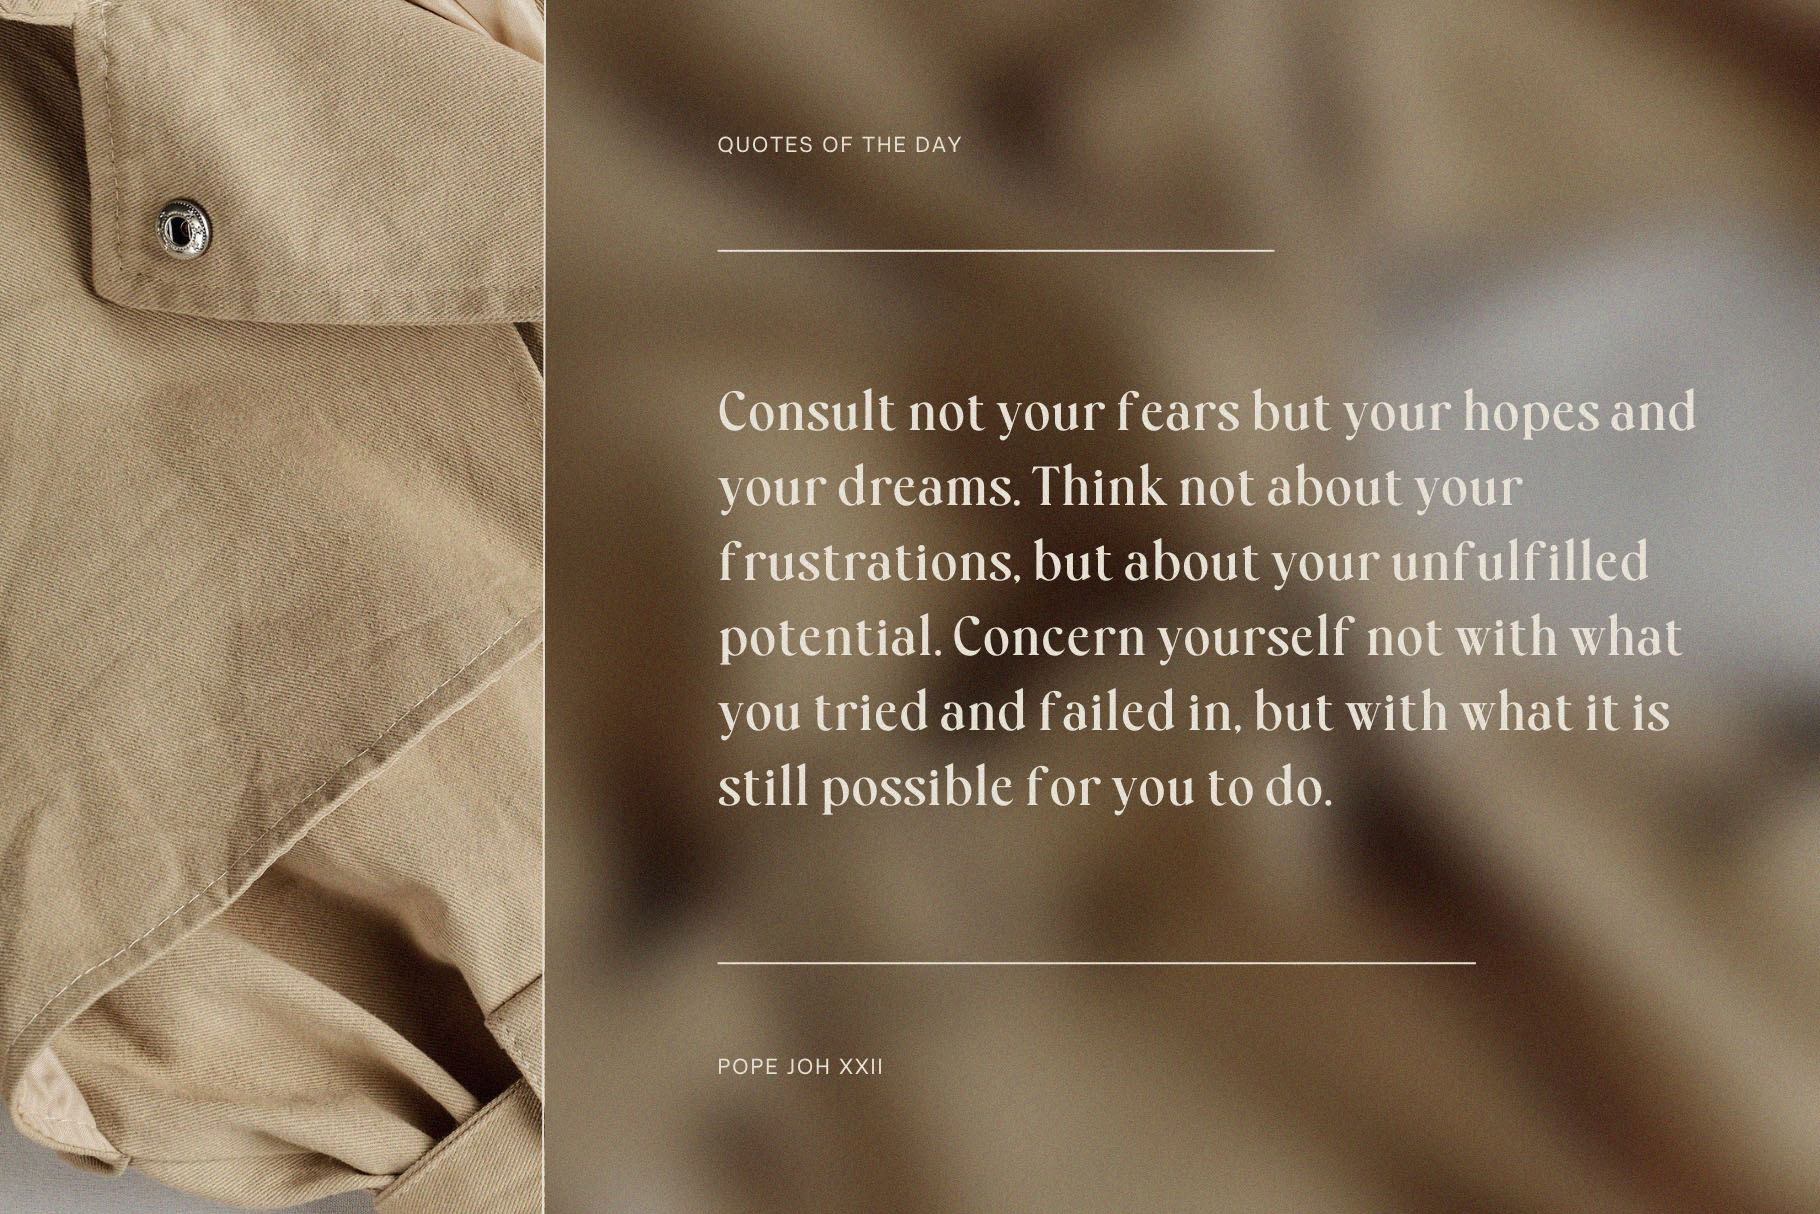 QUOTES OF THE DAY
Consult not your fears but your hopes and
your dreams. Think not about your
frustrations, but about your unfulfilled
potential. Concern yourself not with what
you tried and failed in, but with what it is
still possible for you to do.
POPE JOH XXII